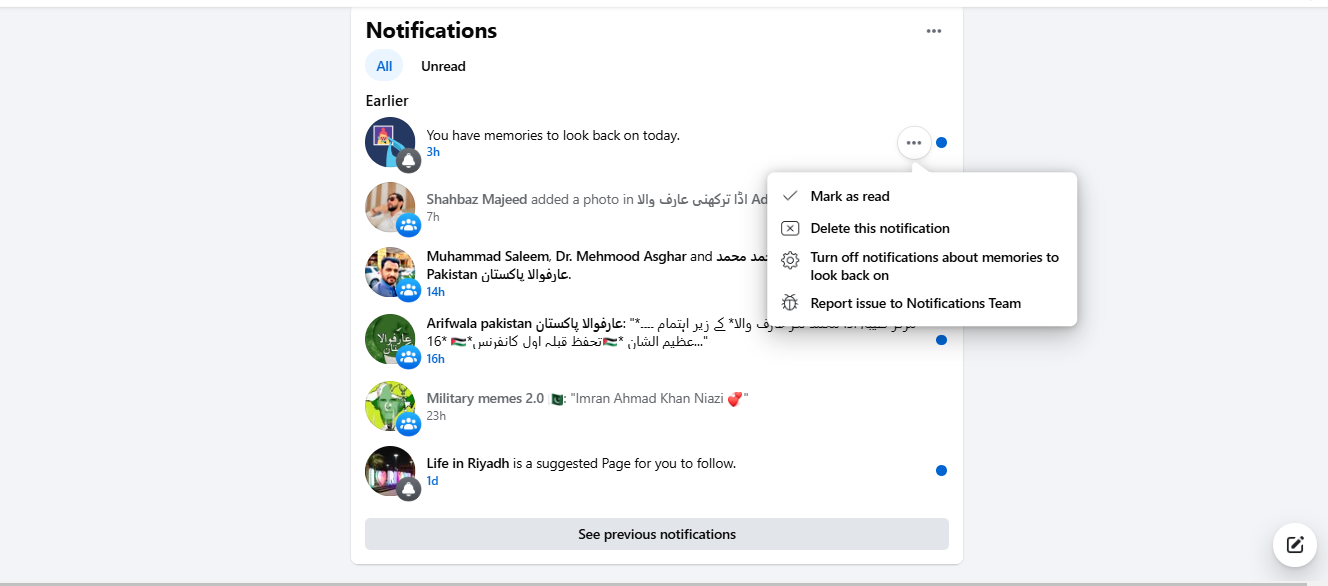 Notifications
All
Unread
Earlier
You have memories to look back on today.
3h
Mark as read
Delete this notification
Turn off notifications about memories to
look back on
Report issue to Notifications Team
Shahbaz Majeed added a photo in اڈا ترکھنی عارف والا Ad
7h
Muhammad Saleem, Dr. Mehmood Asghar and محمد
Pakistan عارفوالا پاکستان.
14h
Arifwala pakistan عارفوالا پاکستان: "*۔۔۔۔ عارف والا* کے زیر اہتمام
16* 🇵🇸*عظیم الشان *🇵🇸تحفظ قبلہ اول کانفرنس..."
16h
Military memes 2.0 🇵🇰: "Imran Ahmad Khan Niazi 💕"
23h
Life in Riyadh is a suggested Page for you to follow.
1d
See previous notifications